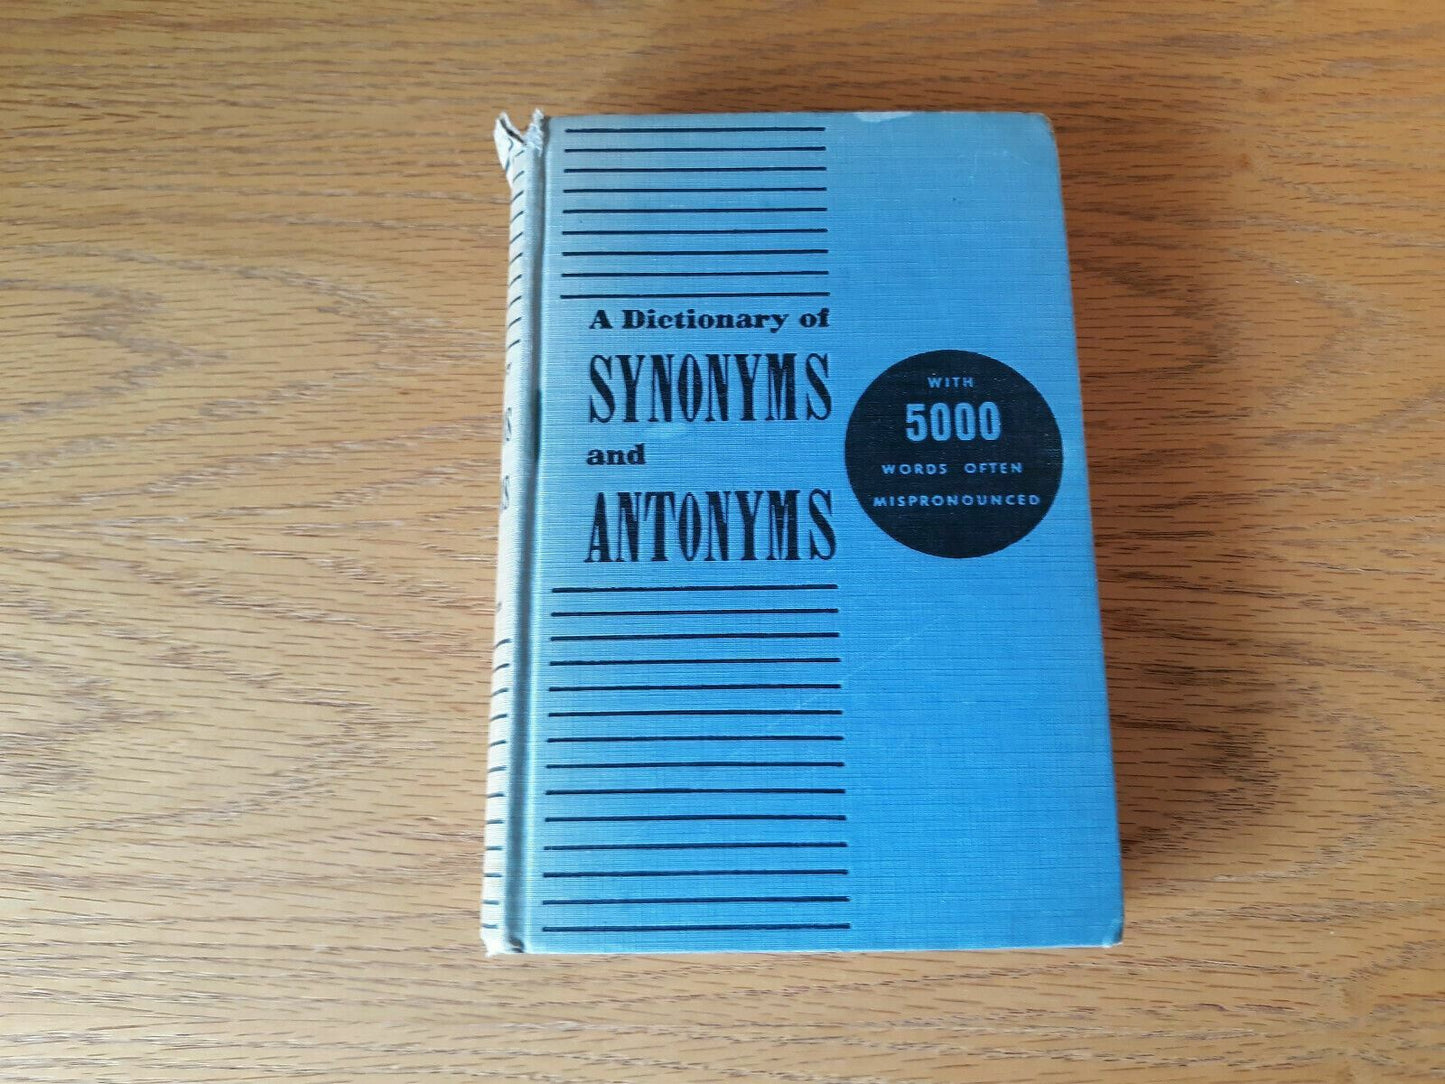 A Dictionary of
SYNONYMS
and
ANTONYMS
WITH
5000
WORDS OFTEN
MISPRONOUNCED